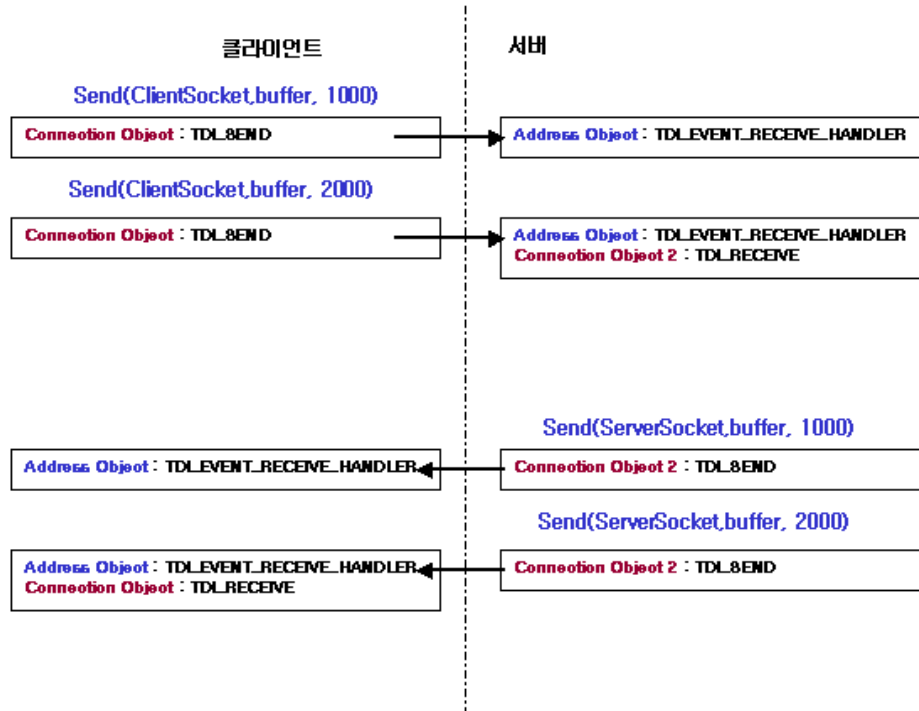 클라이언트
서버
Send(ClientSocket,buffer, 1000)
Connection Object : TDI_SEND
Address Object : TDI_EVENT_RECEIVE_HANDLER
Send(ClientSocket,buffer, 2000)
Connection Object : TDI_SEND
Address Object : TDI_EVENT_RECEIVE_HANDLER
Connection Object 2 : TDI_RECEIVE
Send(ServerSocket,buffer, 1000)
Address Object : TDI_EVENT_RECEIVE_HANDLER
Connection Object 2 : TDI_SEND
Send(ServerSocket,buffer, 2000)
Address Object : TDI_EVENT_RECEIVE_HANDLER
Connection Object : TDI_RECEIVE
Connection Object 2 : TDI_SEND